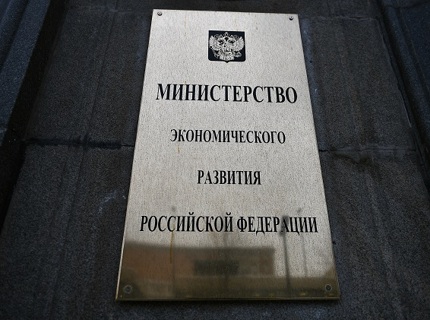 МИНИСТЕРСТВО
ЭКОНОМИЧЕСКОГО
РАЗВИТИЯ
РОССИЙСКОЙ ФЕДЕРАЦИИ